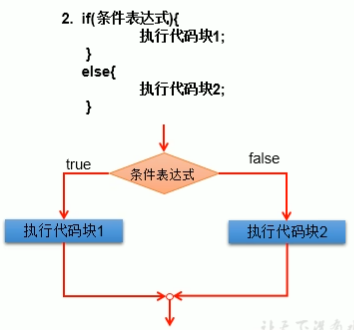 2. if(条件表达式){
执行代码块1;
}
else{
执行代码块2;
}
true
false
条件表达式
执行代码块1
执行代码块2